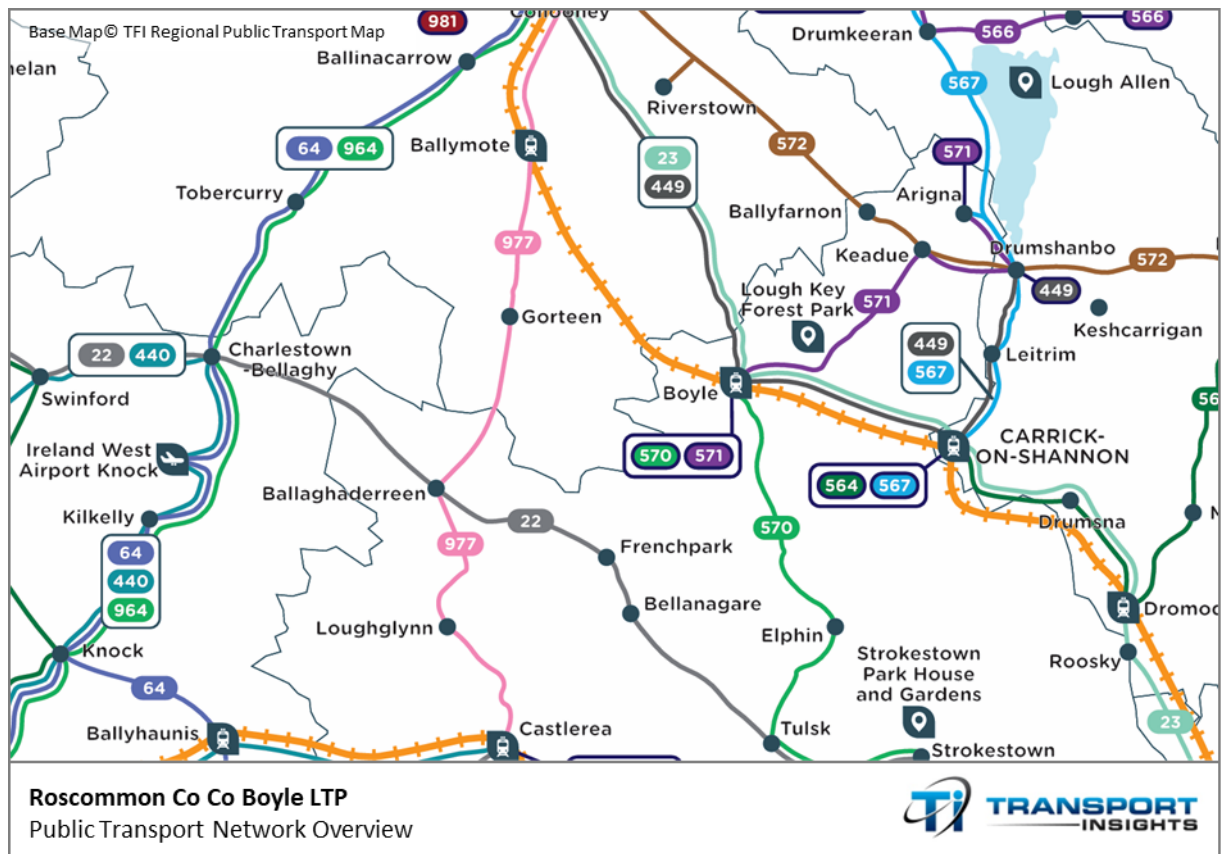 Collooney
981
566
566
Base Map© TFI Regional Public Transport Map
Drumkeeran
Ballinacarrow
helan
567
Lough Allen
Riverstown
64 964
Ballymote
572
23
449
571
Tobercurry
Arigna
Ballyfarnon
977
Keadue
Drumshanbo
572
Lough Key
Forest Park
571
449
Gorteen
Keshcarrigan
22 440
Charlestown
-Bellaghy
449
567
Leitrim
Swinford
Boyle
Ireland West
Airport Knock
570 571
CARRICK-
ON-SHANNON
564 567
Ballaghaderreen
Kilkelly
22
Drumsna
570
977
Frenchpark
64
440
964
Bellanagare
Dromod
Loughglynn
Elphin
Knock
Strokestown
Park House
and Gardens
Roosky
64
Ballyhaunis
Castlerea
Tulsk
23
Strokestown
Roscommon Co Co Boyle LTP
Public Transport Network Overview
Ti TRANSPORT
INSIGHTS